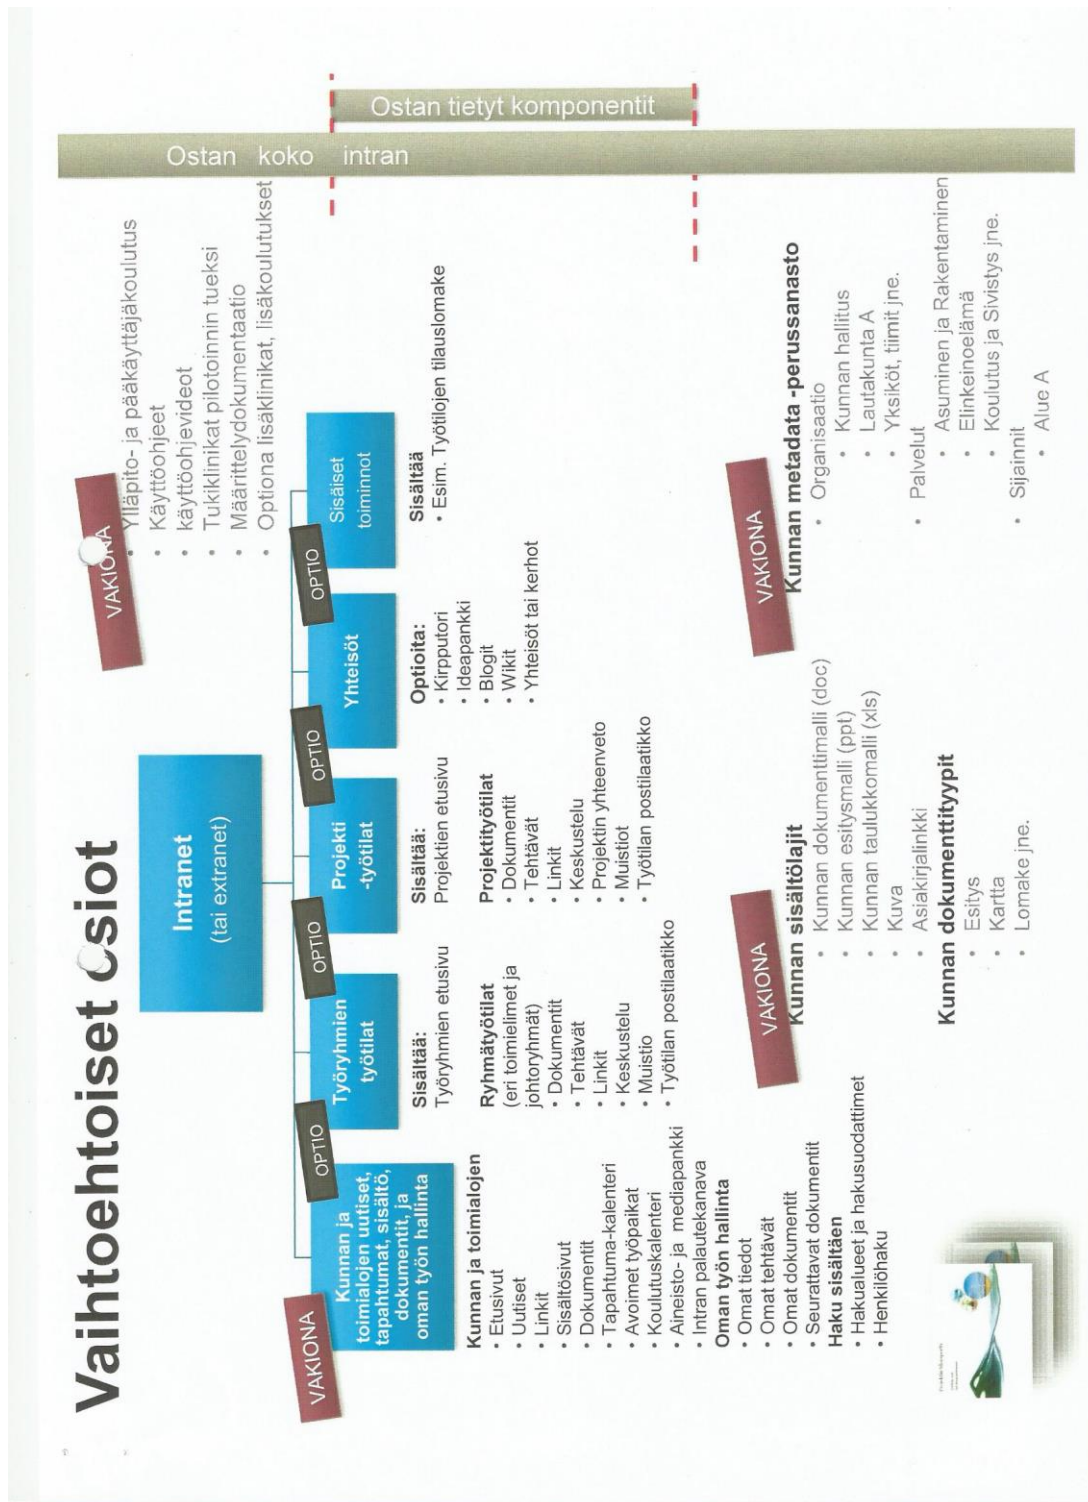 Vaihtoehtoiset osiot
VAKIONA
Ylläpito- ja pääkäyttäjäkoulutus
• Käyttöohjeet
• käyttöohjevideot
• Tukiklinikat pilotoinnin tueksi
• Määrittelydokumentaatio
• Optiona lisäklinikat, lisäkoulutukset
Ostan koko intran
Ostan tietyt komponentit
Intranet
(tai extranet)
VAKIONA
Kunnan ja
toimialojen uutiset,
tapahtumat, sisältö,
dokumentit, ja
oman työn hallinta
Kunnan ja toimialojen
• Etusivut
• Uutiset
• Linkit
• Sisältösivut
• Dokumentit
• Tapahtuma-kalenteri
• Avoimet työpaikat
• Koulutuskalenteri
• Aineisto- ja mediapankki
• Intran palautekanava
Oman työn hallinta
• Omat tiedot
• Omat tehtävät
• Omat dokumentit
• Seurattavat dokumentit
Haku sisältäen
• Hakualueet ja hakusuodattimet
• Henkilöhaku
OPTIO
Työryhmien
työtilat
Sisältää:
Työryhmien etusivu
Ryhmätyötilat
(eri toimielimet ja
johtoryhmät)
• Dokumentit
• Tehtävät
• Linkit
• Keskustelu
• Muistio
• Työtilan postilaatikko
OPTIO
Projekti
-työtilat
Sisältää:
Projektien etusivu
Projektityötilat
• Dokumentit
• Tehtävät
• Linkit
• Keskustelu
• Projektin yhteenveto
• Muistiot
• Työtilan postilaatikko
OPTIO
Yhteisöt
Optioita:
• Kirpputori
• Ideapankki
• Blogit
• Wikit
• Yhteisöt tai kerhot
OPTIO
Sisäiset
toiminnot
Sisältää
• Esim. Työtilojen tilauslomake
VAKIONA
Kunnan sisältölajit
• Kunnan dokumenttimalli (doc)
• Kunnan esitysmalli (ppt)
• Kunnan taulukkomalli (xls)
• Kuva
• Asiakirjalinkki
Kunnan dokumenttityypit
• Esitys
• Kartta
• Lomake jne.
VAKIONA
Kunnan metadata -perussanasto
• Organisaatio
• Kunnan hallitus
• Lautakunta A
• Yksiköt, tiimit jne.
• Palvelut
• Asuminen ja Rakentaminen
• Elinkeinoelämä
• Koulutus ja Sivistys jne.
• Sijainnit
• Alue A